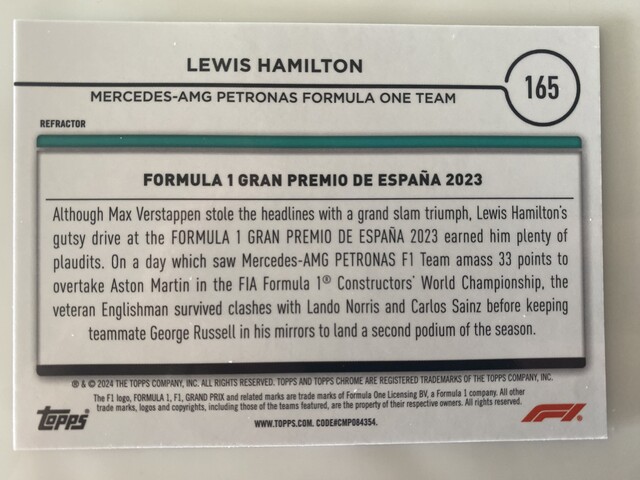 LEWIS HAMILTON
165
MERCEDES-AMG PETRONAS FORMULA ONE TEAM
REFRACTOR
FORMULA 1 GRAN PREMIO DE ESPAÑA 2023
Although Max Verstappen stole the headlines with a grand slam triumph, Lewis Hamilton's
gutsy drive at the FORMULA 1 GRAN PREMIO DE ESPAÑA 2023 earned him plenty of
plaudits. On a day which saw Mercedes-AMG PETRONAS F1 Team amass 33 points to
overtake Aston Martin in the FIA Formula 1® Constructors' World Championship, the
veteran Englishman survived clashes with Lando Norris and Carlos Sainz before keeping
teammate George Russell in his mirrors to land a second podium of the season.
® & © 2024 THE TOPPS COMPANY, INC. ALL RIGHTS RESERVED. TOPPS AND TOPPS CHROME ARE REGISTERED TRADEMARKS OF THE TOPPS COMPANY, INC.
The F1 logo, FORMULA 1, F1, GRAND PRIX and related marks are trade marks of Formula One Licensing BV, a Formula 1 company. All other
trade marks, logos and copyrights, including those of the teams featured, are the property of their respective owners. All rights reserved.
WWW.TOPPS.COM. CODE#CMP084354.
topps
F1